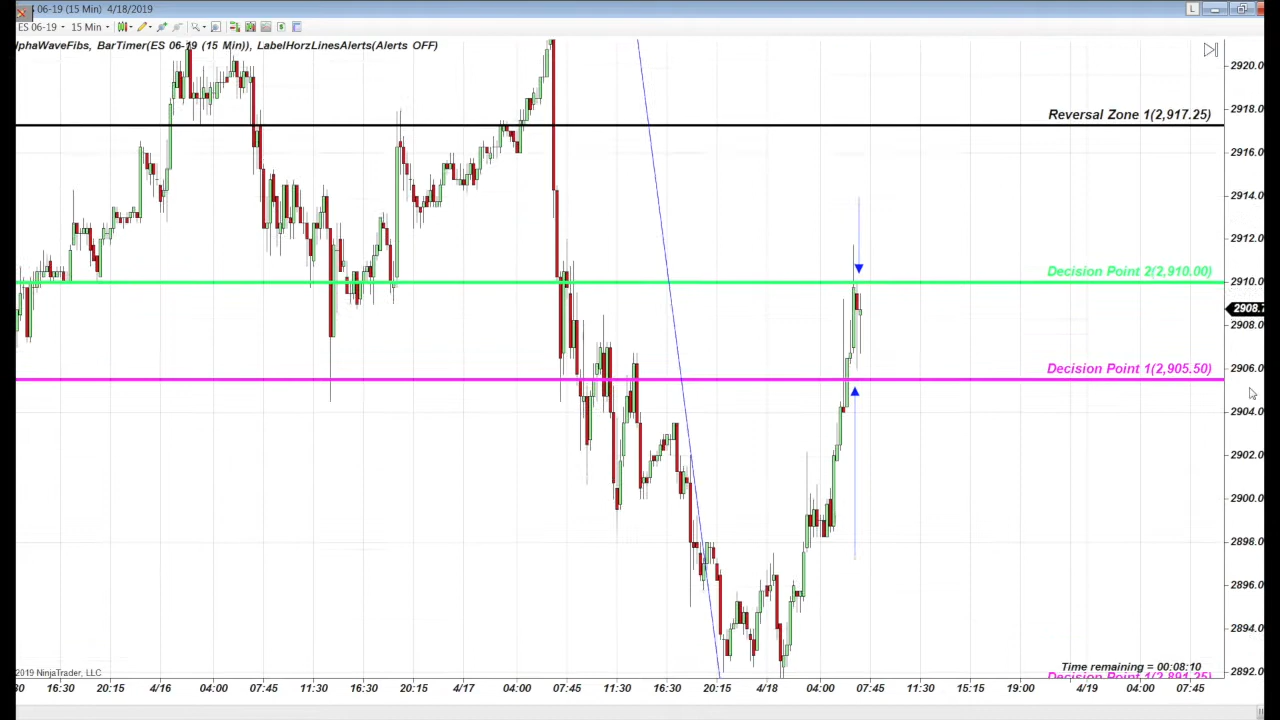 06-19 (15 Min) 4/18/2019
L
ES 06-19 15 Min
lphaWaveFibs, BarTimer(ES 06-19 (15 Min)), LabelHorzLinesAlerts(Alerts OFF)
2920.0
2918.0
Reversal Zone 1(2,917.25)
2916.0
2914.0
2912.0
Decision Point 2(2,910.00)
2910.0
2908.7
2908.0
Decision Point 1(2,905.50)
2906.0
2904.0
2902.0
2900.0
2898.0
2896.0
2894.0
2019 NinjaTrader, LLC
Time remaining = 00:08:10
2892.0
Decision Point 1(2,891.25)
30 16:30 20:15 4/16 04:00 07:45 11:30 16:30 20:15 4/17 04:00 07:45 11:30 16:30 20:15 4/18 04:00 07:45 11:30 15:15 19:00 4/19 04:00 07:45